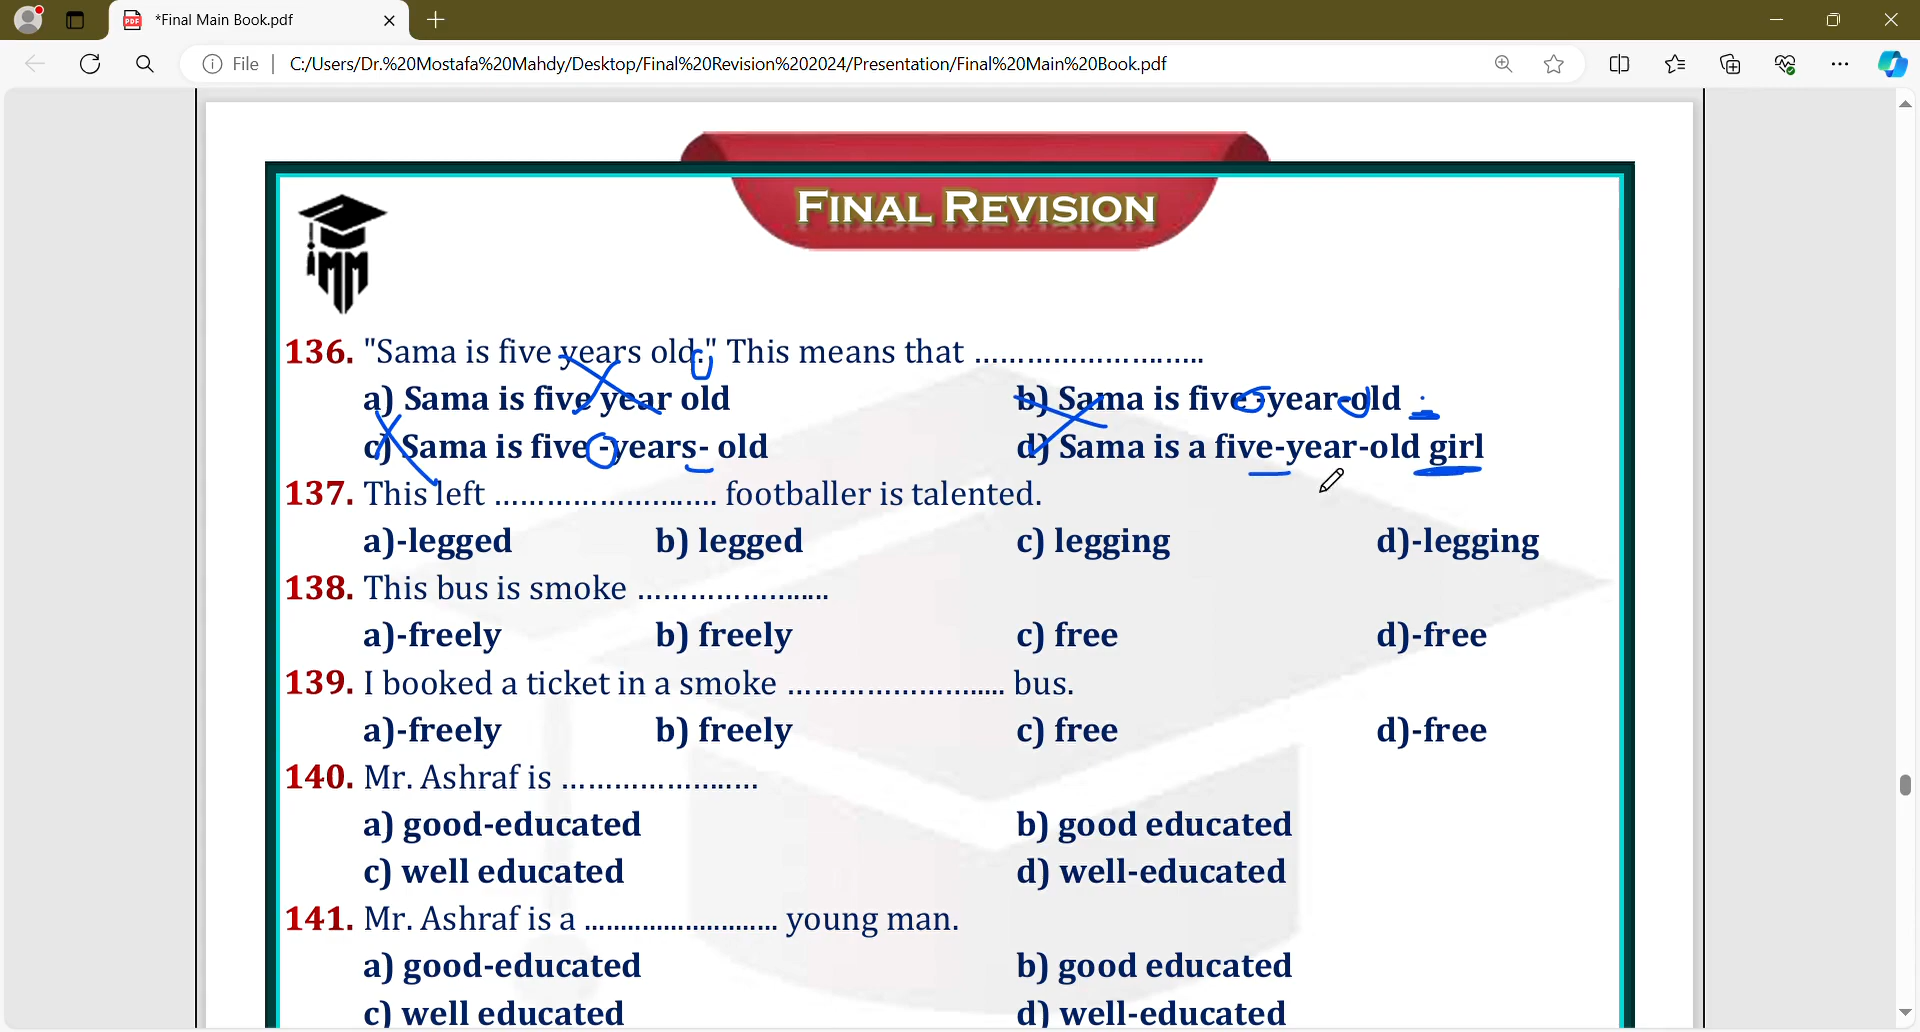 *Final Main Book.pdf
File | C:/Users/Dr.%20Mostafa%20Mahdy/Desktop/Final%20Revision%202024/Presentation/Final%20Main%20Book.pdf
FINAL REVISION
MM
136. "Sama is five years old." This means that ..........................
a) Sama is five year old b) Sama is five -year-old
c) Sama is five -years- old d) Sama is a five-year-old girl
137. This left ......................... footballer is talented.
a)-legged b) legged c) legging d)-legging
138. This bus is smoke ......................
a)-freely b) freely c) free d)-free
139. I booked a ticket in a smoke ......................... bus.
a)-freely b) freely c) free d)-free
140. Mr. Ashraf is ......................
a) good-educated b) good educated
c) well educated d) well-educated
141. Mr. Ashraf is a ........................... young man.
a) good-educated b) good educated
c) well educated d) well-educated